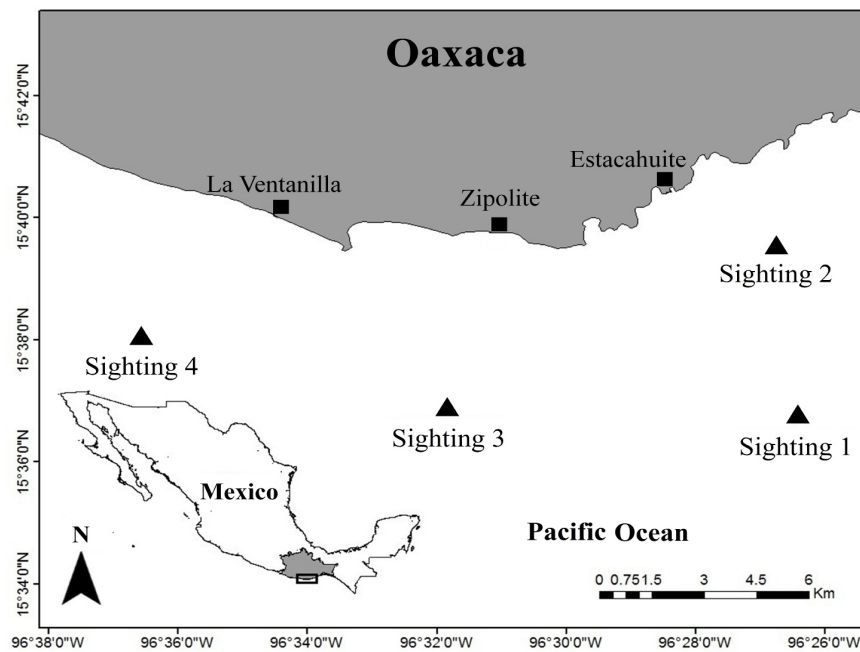 Oaxaca
15°42'0"N
Estacahuite
La Ventanilla
Zipolite
15°40'0"N
Sighting 2
15°38'0"N
Sighting 4
Sighting 3
Sighting 1
15°36'0"N
Mexico
N
Pacific Ocean
15°34'0"N
0 0.75 1.5 3 4.5 6
Km
96°38'0"W 96°36'0"W 96°34'0"W 96°32'0"W 96°30'0"W 96°28'0"W 96°26'0"W